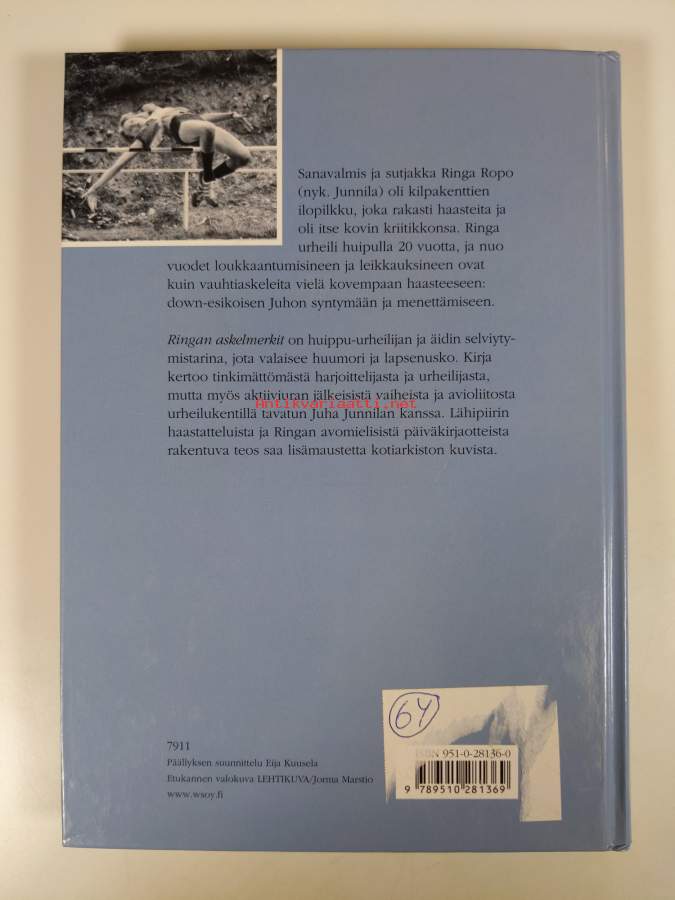 Sanavalmis ja sutjakka Ringa Ropo
(nyk. Junnila) oli kilpakenttien
ilopilkku, joka rakasti haasteita ja
oli itse kovin kriitikkonsa. Ringa
urheili huipulla 20 vuotta, ja nuo
vuodet loukkaantumisineen ja leikkauksineen ovat
kuin vauhtiaskeleita vielä kovempaan haasteeseen:
down-esikoisen Juhon syntymään ja menettämiseen.
Ringan askelmerkit on huippu-urheilijan ja äidin selviyty-
mistarina, jota valaisee huumori ja lapsenusko. Kirja
kertoo tinkimättömästä harjoittelijasta ja urheilijasta,
mutta myös aktiiviuran jälkeisistä vaiheista ja avioliitosta
Antikvariaatti.net
urheilukentillä tavatun Juha Junnilan kanssa. Lähipiirin
haastatteluista ja Ringan avomielisistä päiväkirjaotteista
rakentuva teos saa lisämaustetta kotiarkiston kuvista.
64
7911
Päällyksen suunnittelu Eija Kuusela
Etukannen valokuva LEHTIKUVA/Jorma Marstio
www.wsoy.fi
ISBN 951-0-28136-0
9 789510 281369